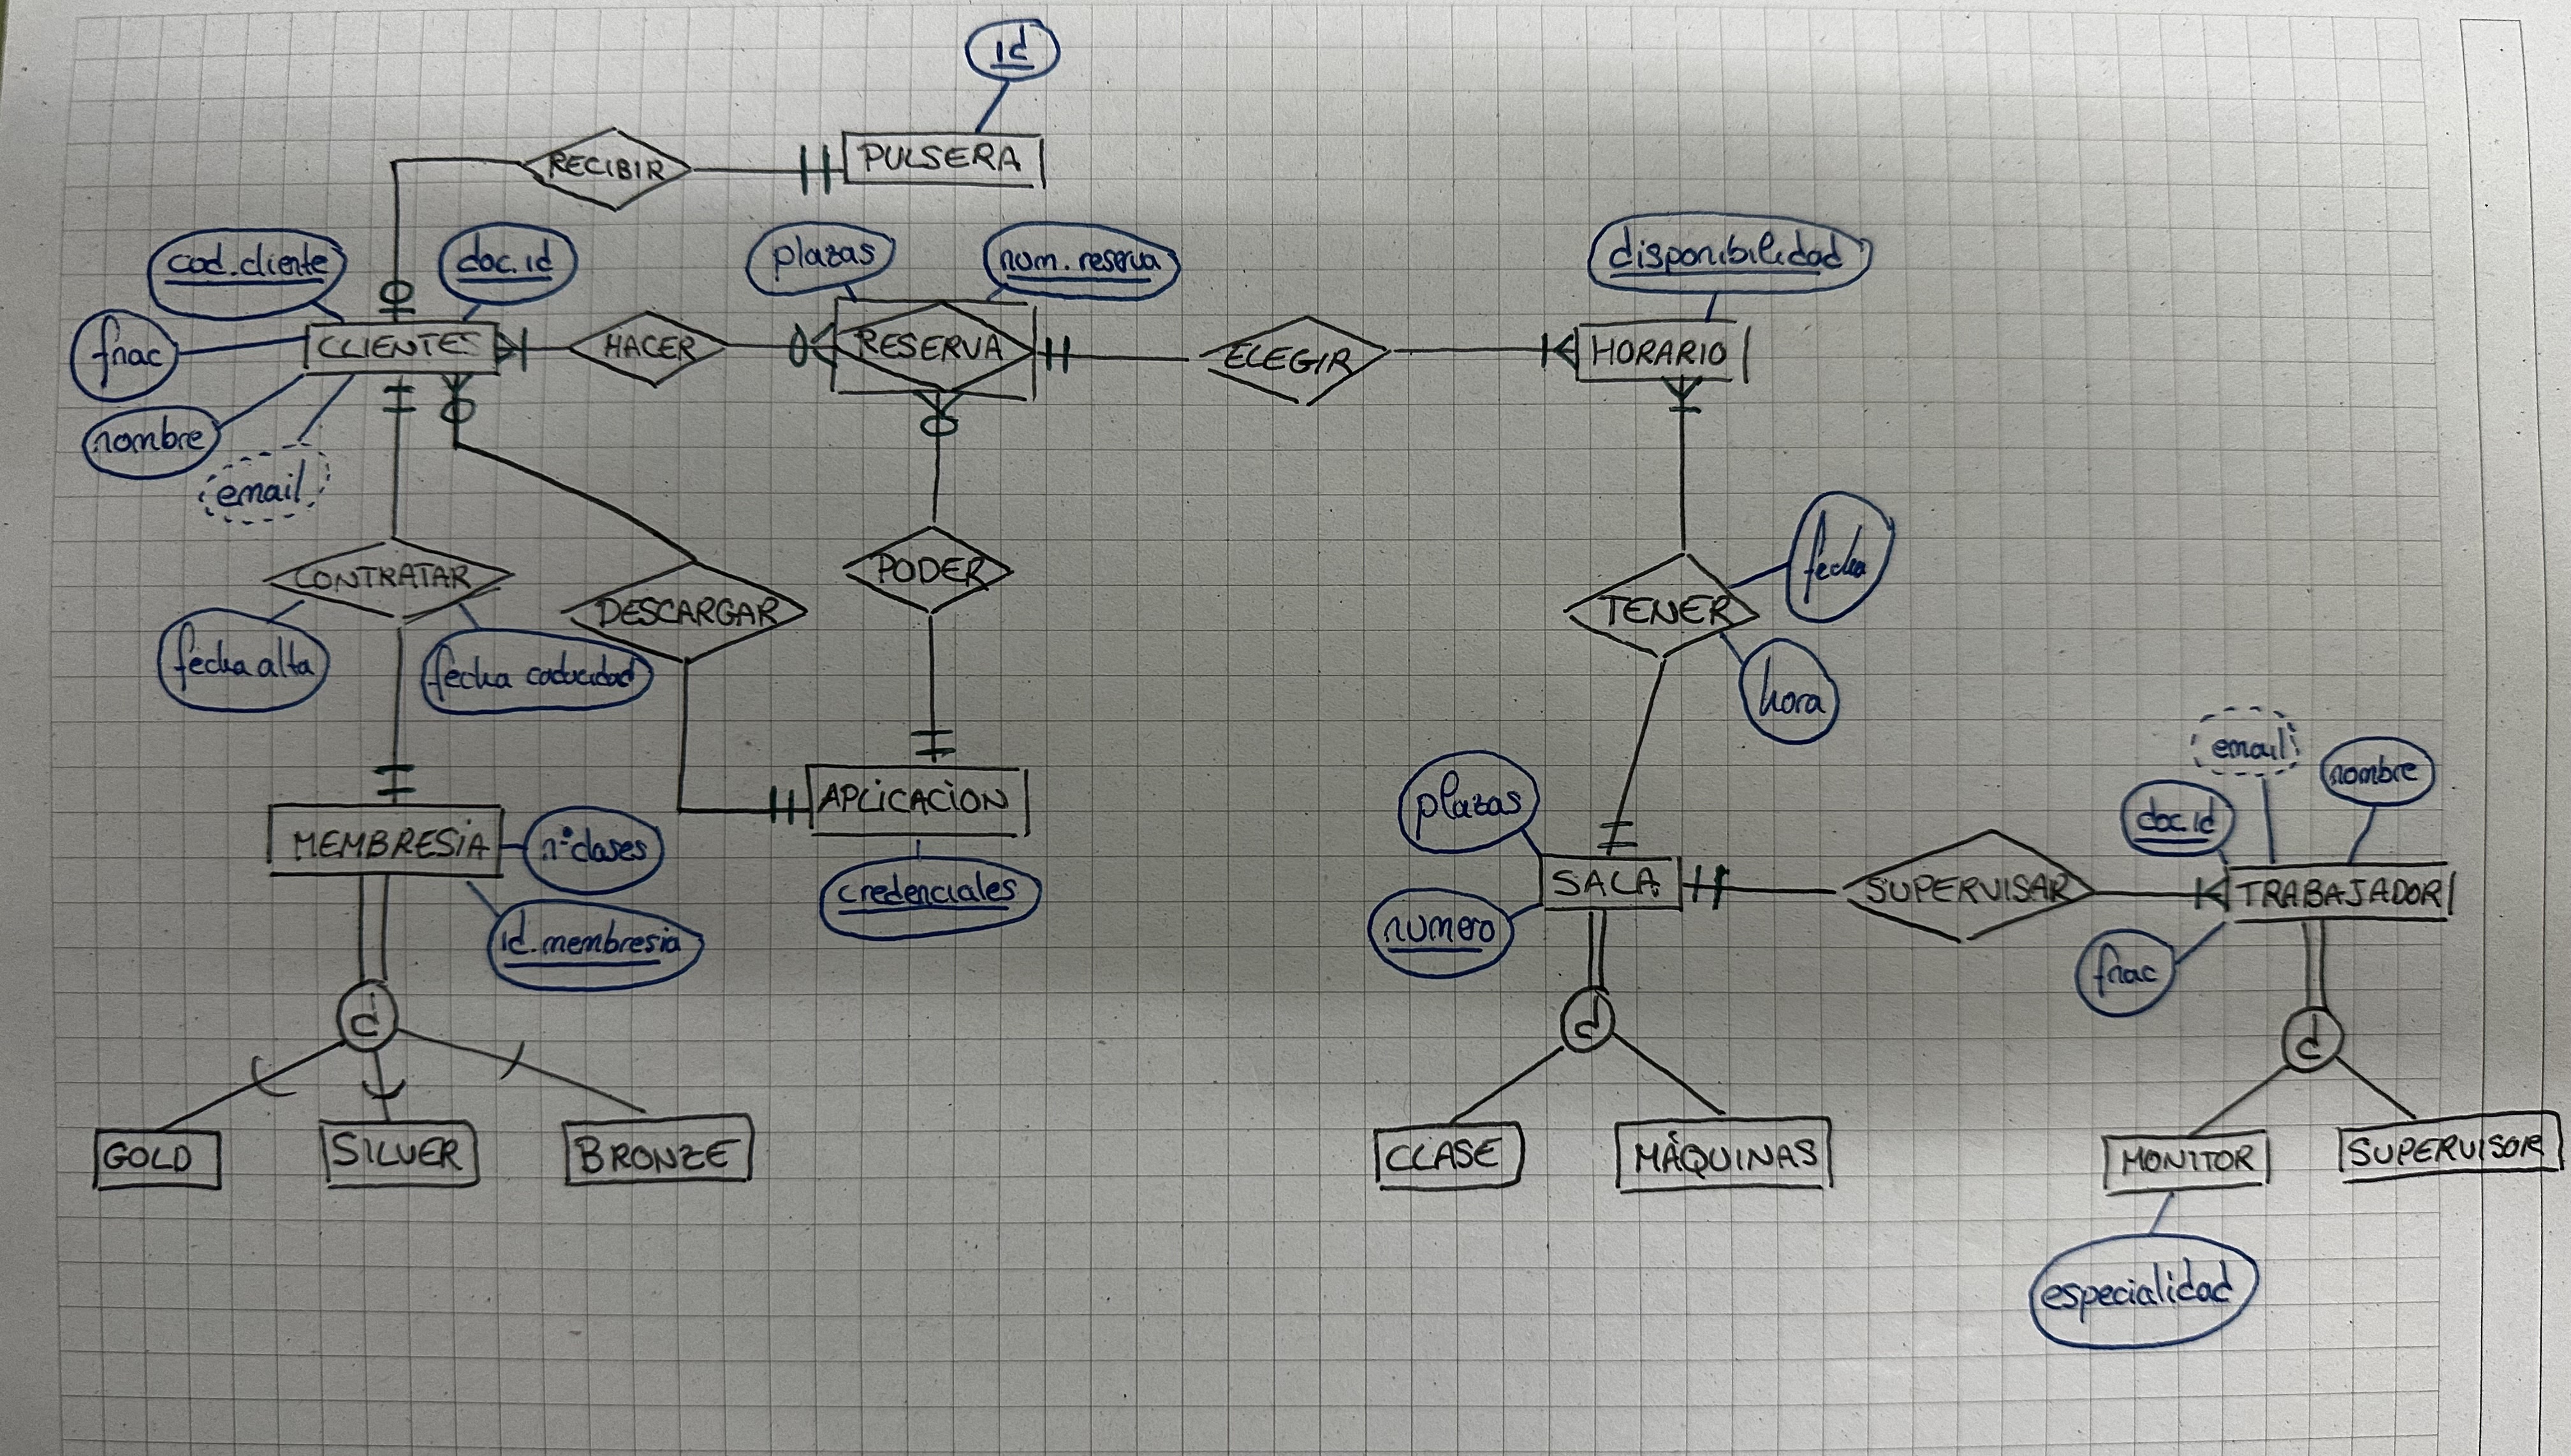 id
RECIBIR
PULSERA
cod.cliente
doc.id
plazas
num.reserva
disponibilidad
fnac
CLIENTES
HACER
RESERVA
ELEGIR
HORARIO
nombre
email
CONTRATAR
DESCARGAR
PODER
TENER
fecha
fecha alta
fecha caducidad
hora
MEMBRESIA
nºclases
APLICACION
plazas
email
nombre
doc.id
credenciales
SALA
SUPERVISAR
TRABAJADOR
id.membresia
numero
fnac
d
d
d
GOLD
SILVER
BRONZE
CLASE
MÁQUINAS
MONITOR
SUPERVISOR
especialidad